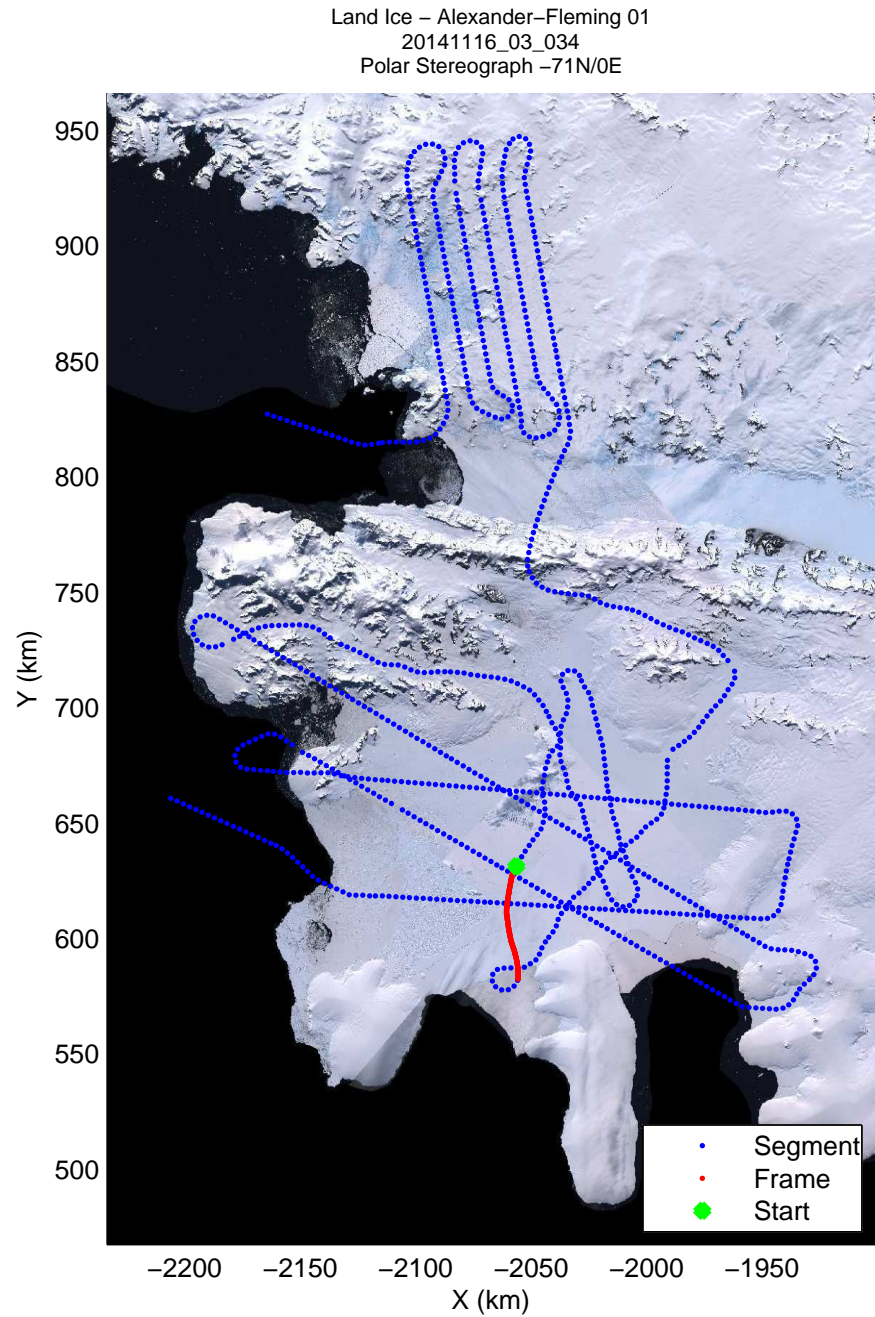 Land Ice − Alexander−Fleming 01
20141116_03_034
Polar Stereograph −71N/0E
950
900
850
800
750
700
650
600
550
500
Y (km)
−2200 −2150 −2100 −2050 −2000 −1950
X (km)
Segment
Frame
Start